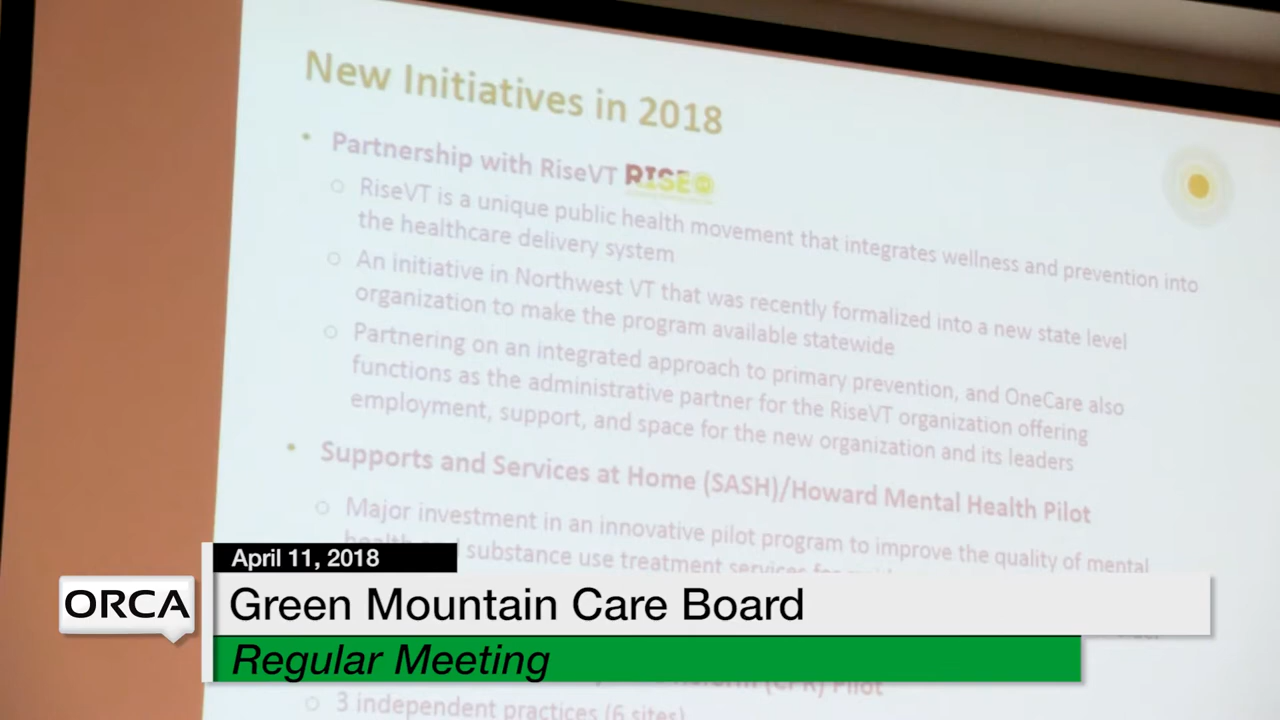 New Initiatives in 2018
• Partnership with RiseVT RISE
○ RiseVT is a unique public health movement that integrates wellness and prevention into
the healthcare delivery system
○ An initiative in Northwest VT that was recently formalized into a new state level
organization to make the program available statewide
○ Partnering on an integrated approach to primary prevention, and OneCare also
functions as the administrative partner for the RiseVT organization offering
employment, support, and space for the new organization and its leaders
• Supports and Services at Home (SASH)/Howard Mental Health Pilot
○ Major investment in an innovative pilot program to improve the quality of mental
health and substance use treatment services for
April 11, 2018
ORCA
Green Mountain Care Board
Regular Meeting
(CPR) Pilot
○ 3 independent practices (6 sites)